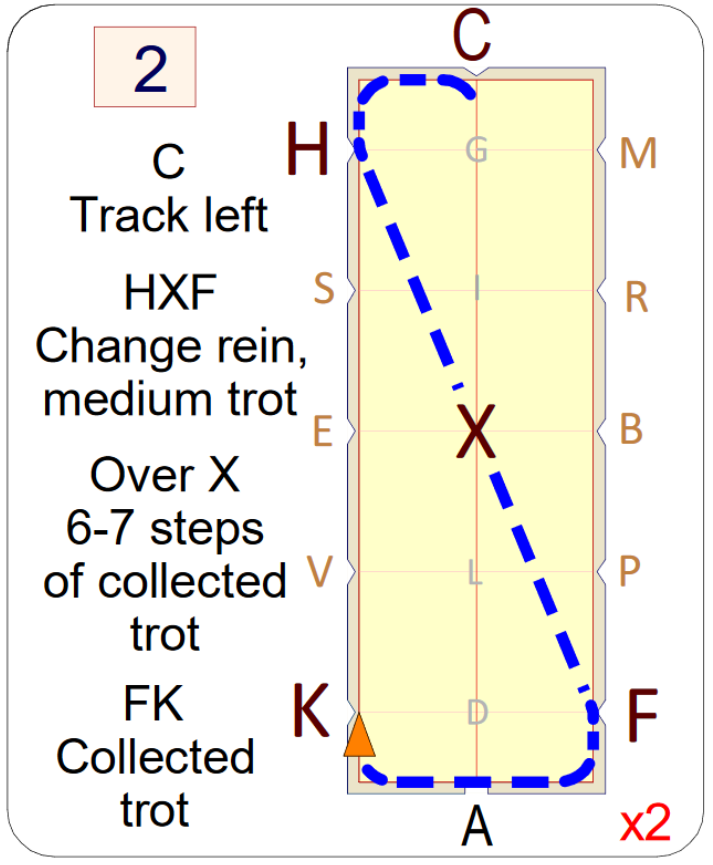 2
C
Track left
HXF
Change rein,
medium trot
Over X
6-7 steps
of collected
trot
FK
Collected
trot
C
H
G
M
S
I
R
E
X
B
V
L
P
K
D
F
A
x2